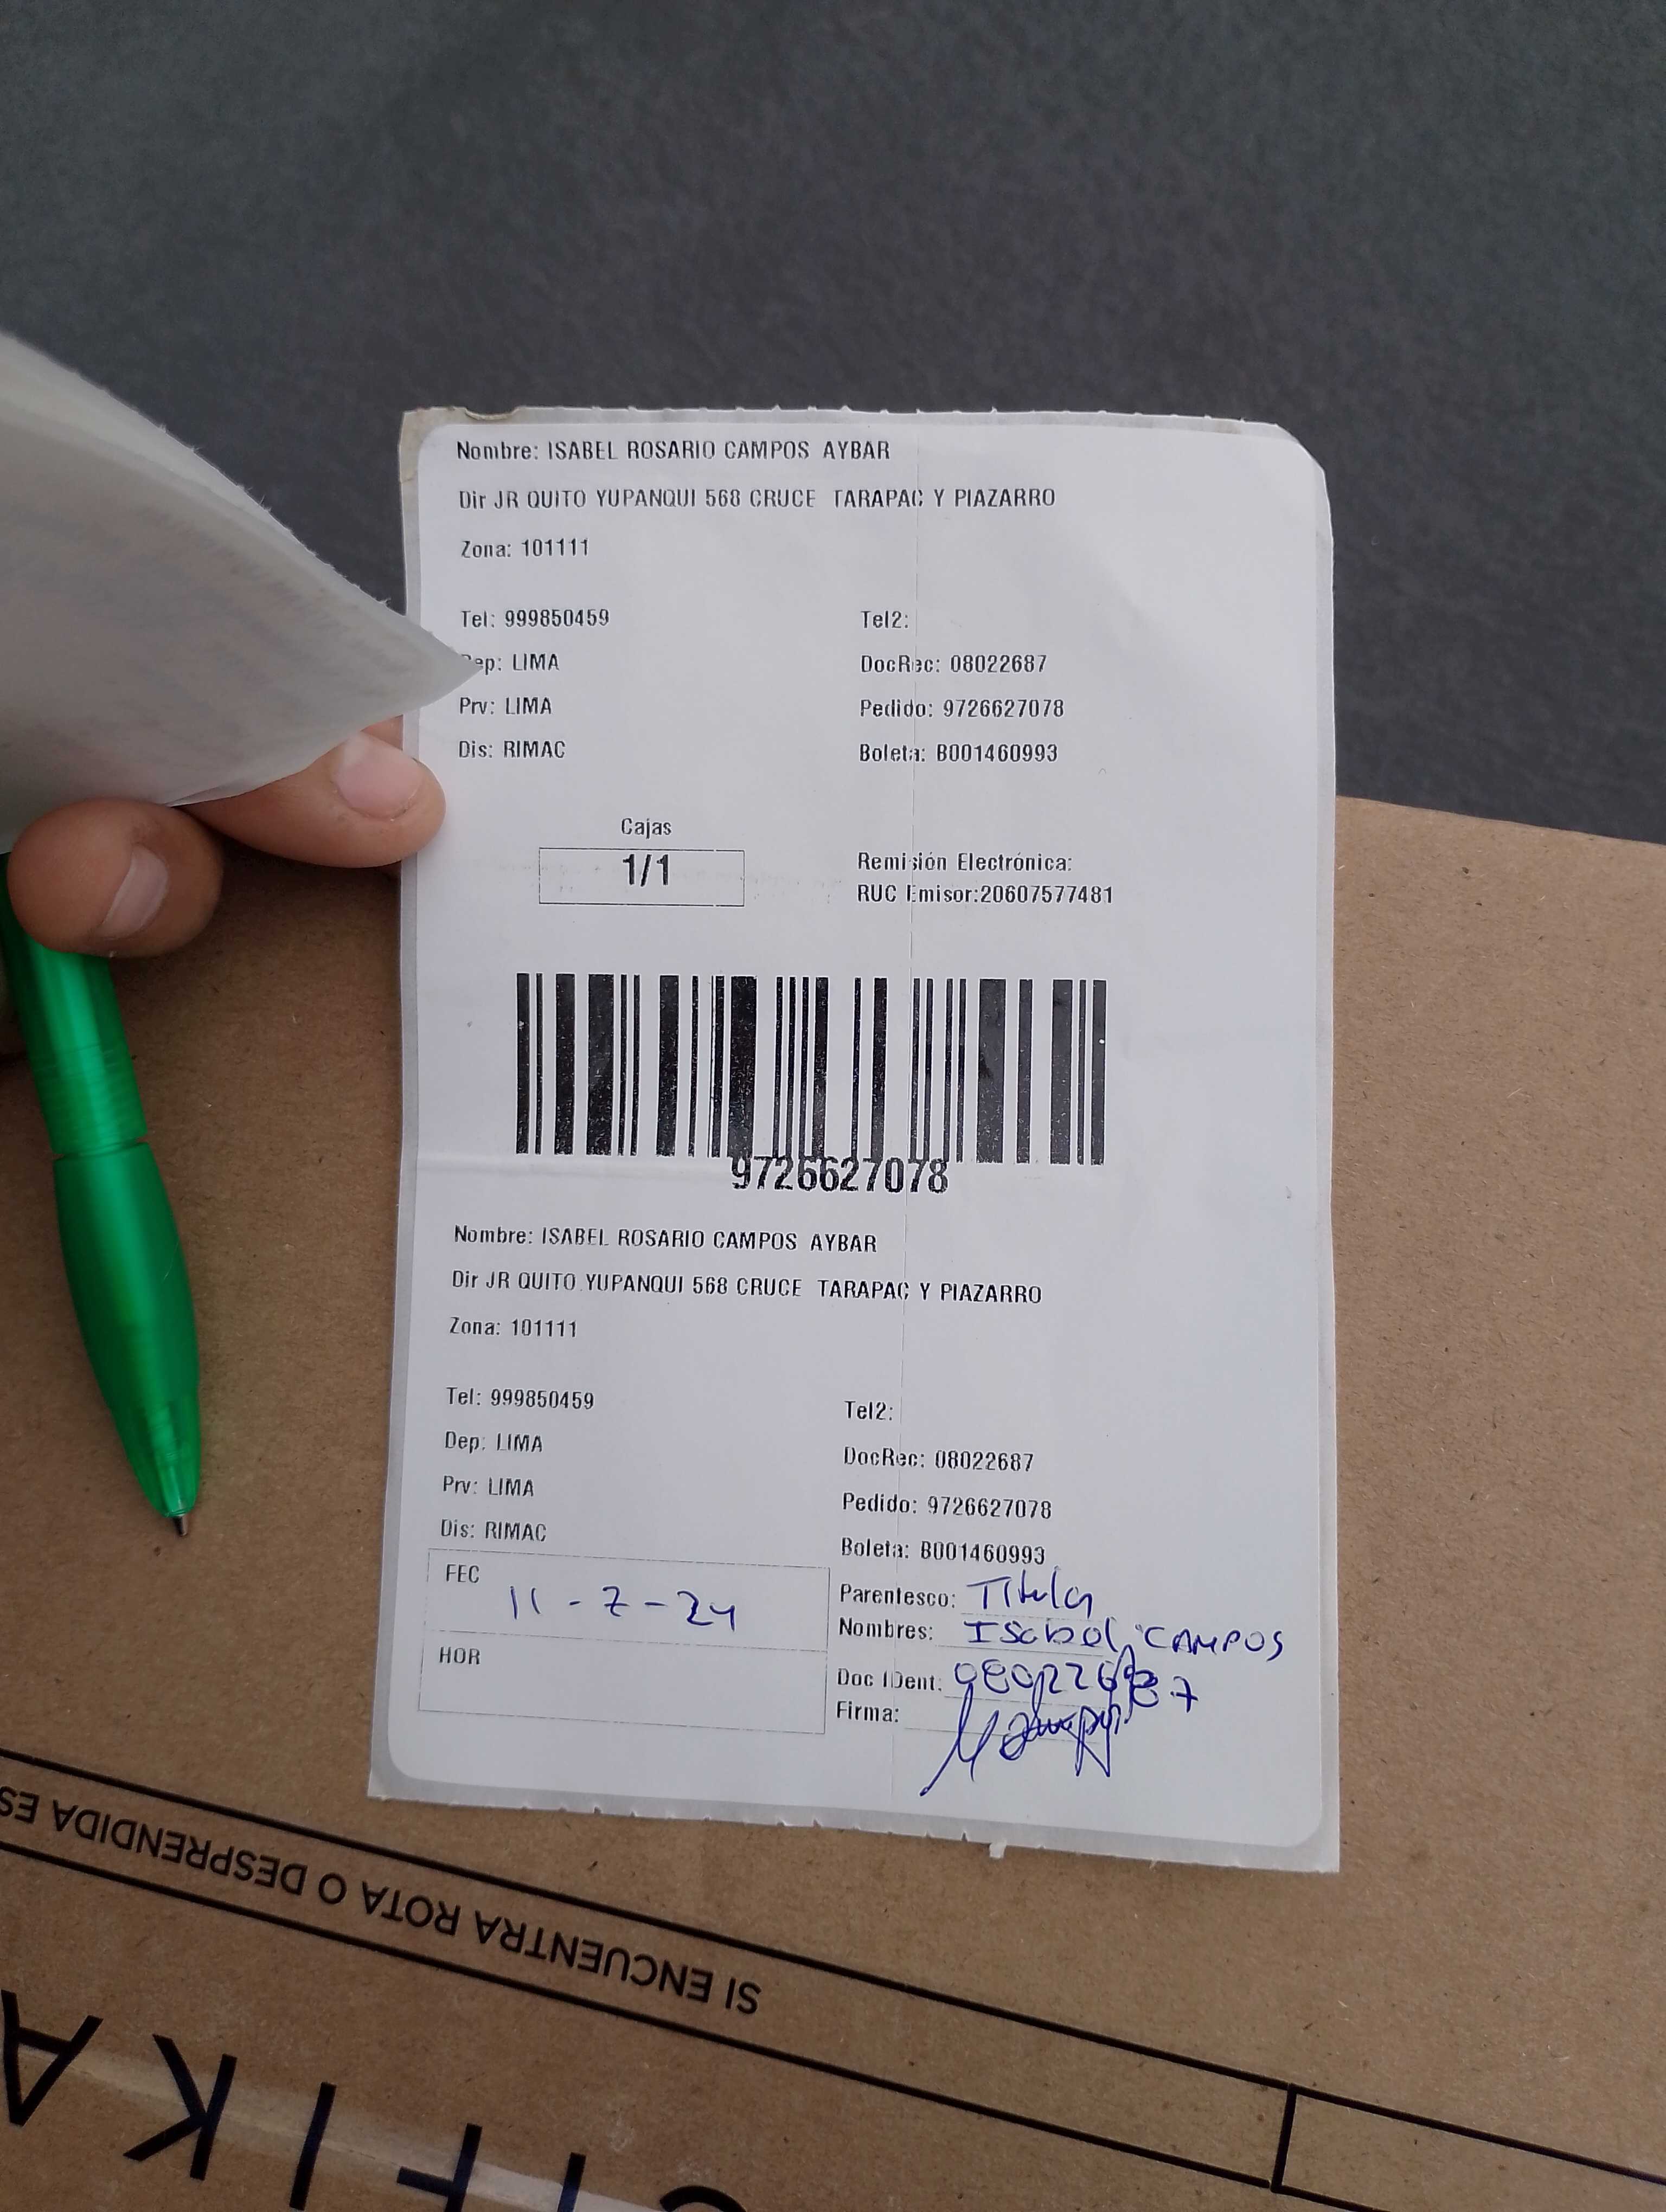 Nombre: ISABEL ROSARIO CAMPOS AYBAR
Dir JR QUITO YUPANQUI 568 CRUCE TARAPAC Y PIAZARRO
Zona: 101111
Tel: 999850459 Tel2:
Dep: LIMA DocRec: 08022687
Prv: LIMA Pedido: 9726627078
Dis: RIMAC Boleta: B001460993
Cajas
1/1
Remisión Electrónica:
RUC Emisor:20607577481
9726627078
Nombre: ISABEL ROSARIO CAMPOS AYBAR
Dir JR QUITO YUPANQUI 568 CRUCE TARAPAC Y PIAZARRO
Zona: 101111
Tel: 999850459 Tel2:
Dep: LIMA DocRec: 08022687
Prv: LIMA Pedido: 9726627078
Dis: RIMAC Boleta: B001460993
FEC 11-7-24
HOR
Parentesco: Titular
Nombres: Isabel CAMPOS
Doc IDent: 08022687
Firma:
SI ENCUENTRA ROTA O DESPRENDIDA ES